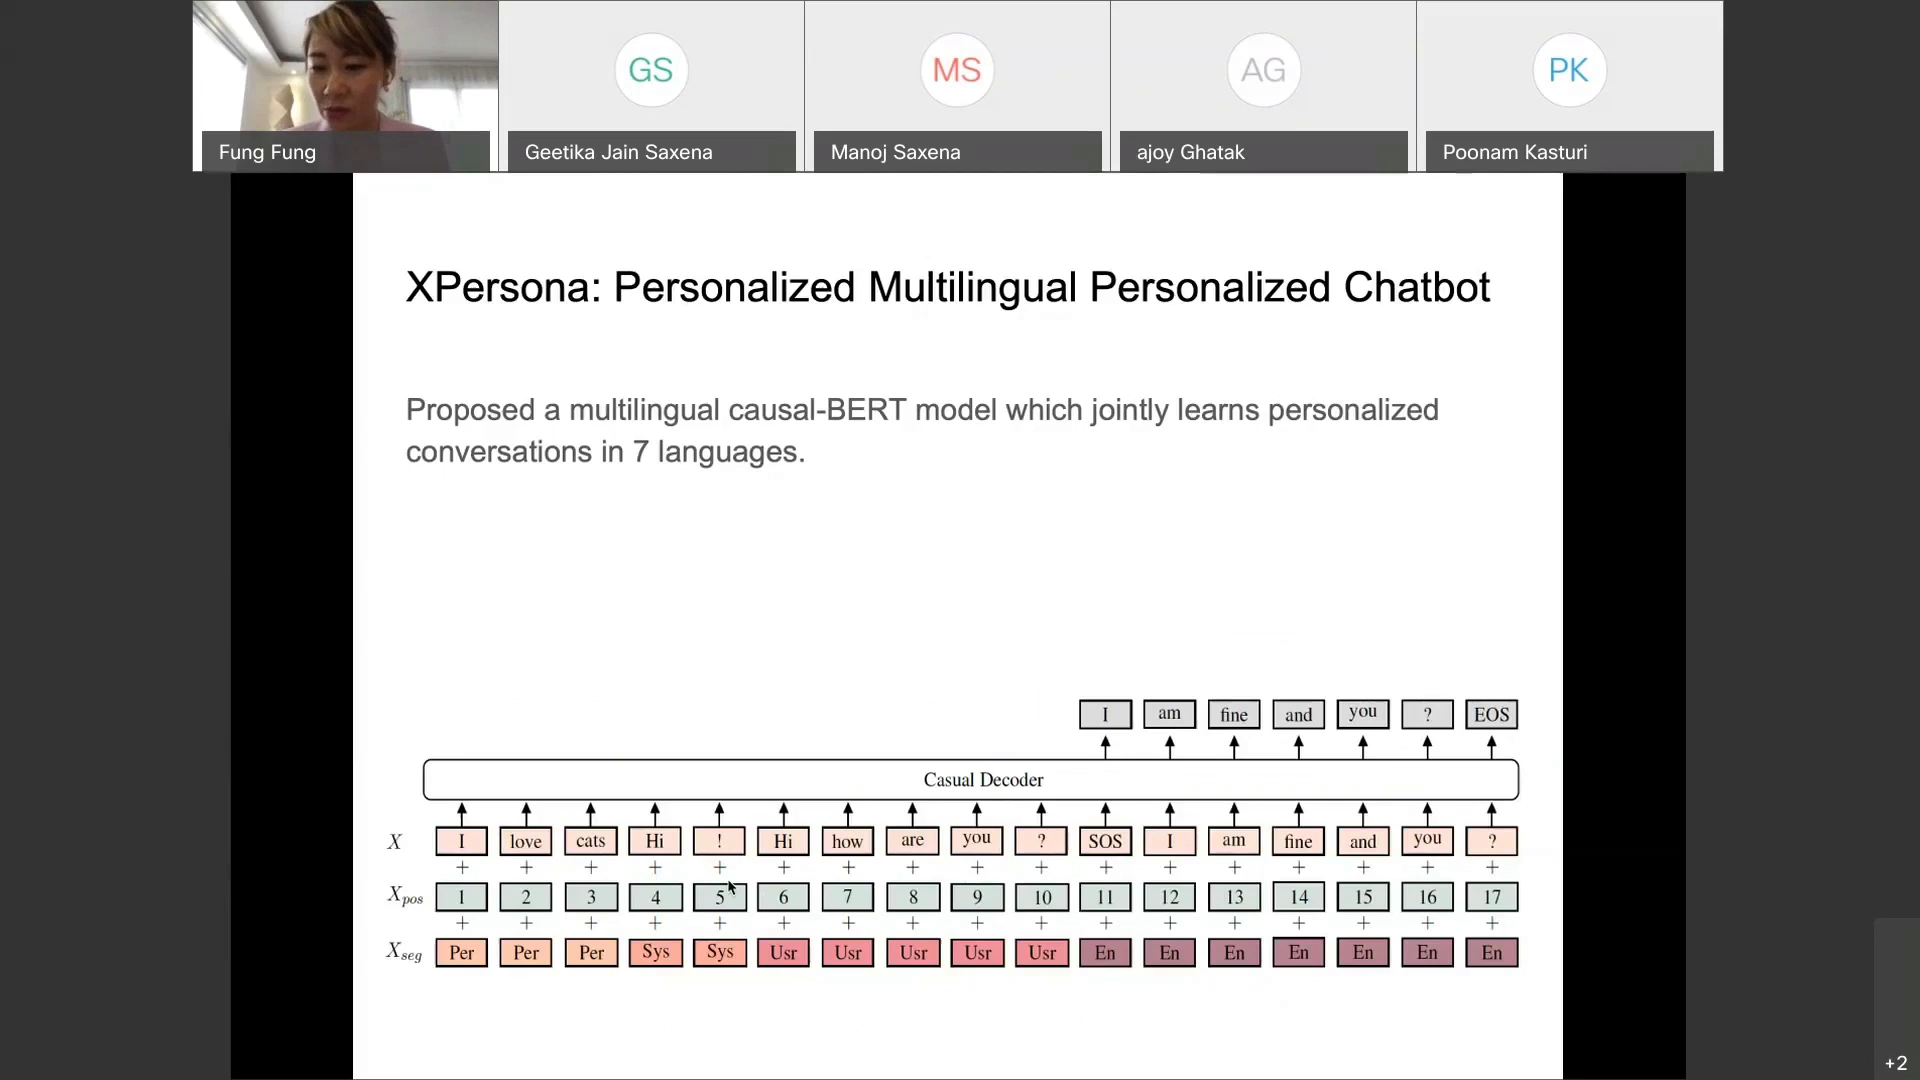 GS
MS
AG
PK
Fung Fung
Geetika Jain Saxena
Manoj Saxena
ajoy Ghatak
Poonam Kasturi
XPersona: Personalized Multilingual Personalized Chatbot
Proposed a multilingual causal-BERT model which jointly learns personalized
conversations in 7 languages.
I am fine and you ? EOS
Casual Decoder
X I love cats Hi ! Hi how are you ? SOS I am fine and you ?
+ + + + + + + + + + + + + + + + +
Xpos 1 2 3 4 5 6 7 8 9 10 11 12 13 14 15 16 17
+ + + + + + + + + + + + + + + + +
Xseg Per Per Per Sys Sys Usr Usr Usr Usr Usr En En En En En En En
+2